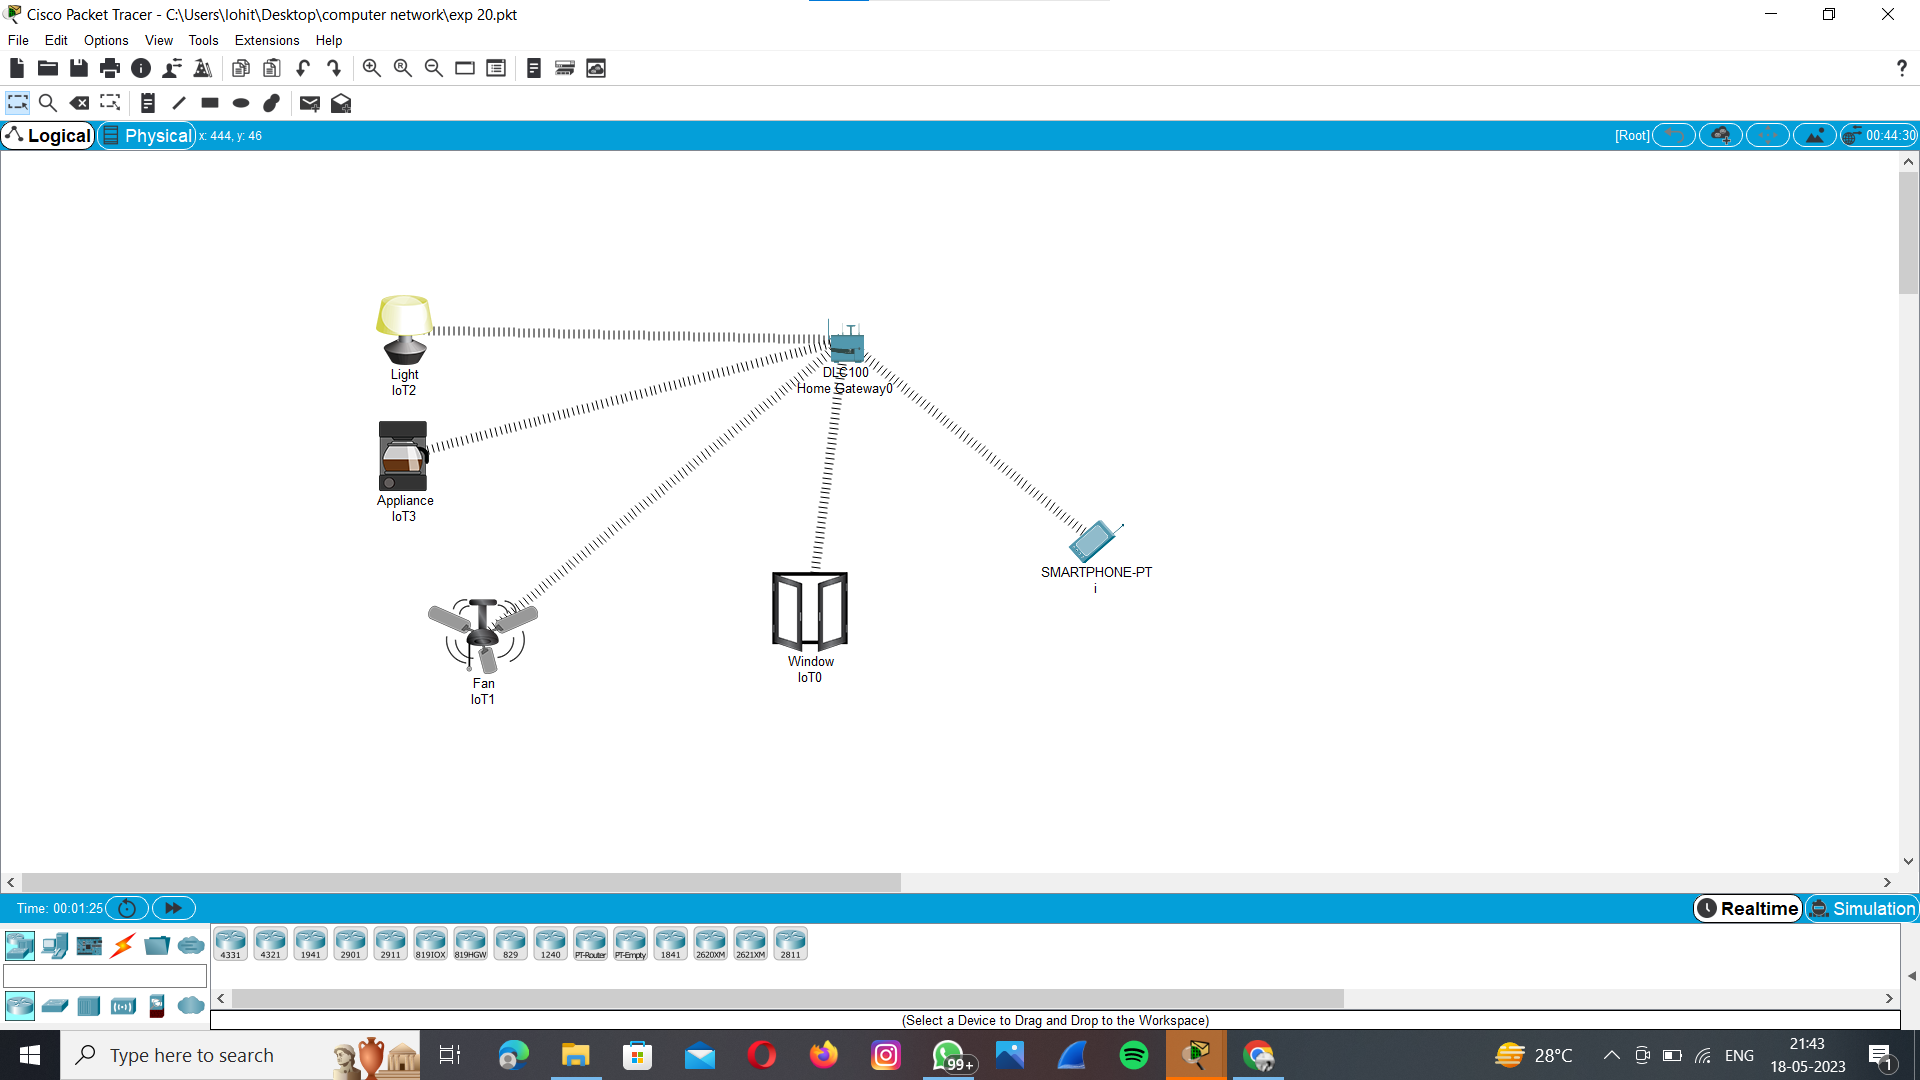 Cisco Packet Tracer - C:\Users\lohit\Desktop\computer network\exp 20.pkt
File Edit Options View Tools Extensions Help
?
Logical Physical x: 444, y: 46 [Root] 00:44:30
Light
IoT2
DLC100
Home Gateway0
Appliance
IoT3
SMARTPHONE-PT
i
Window
IoT0
Fan
IoT1
Time: 00:01:25 Realtime Simulation
4331 4321 1941 2901 2911 819IOX 819HGW 829 1240 PT-Router PT-Empty 1841 2620XM 2621XM 2811
(Select a Device to Drag and Drop to the Workspace)
Type here to search 99+ 28°C ENG 21:43
18-05-2023 1